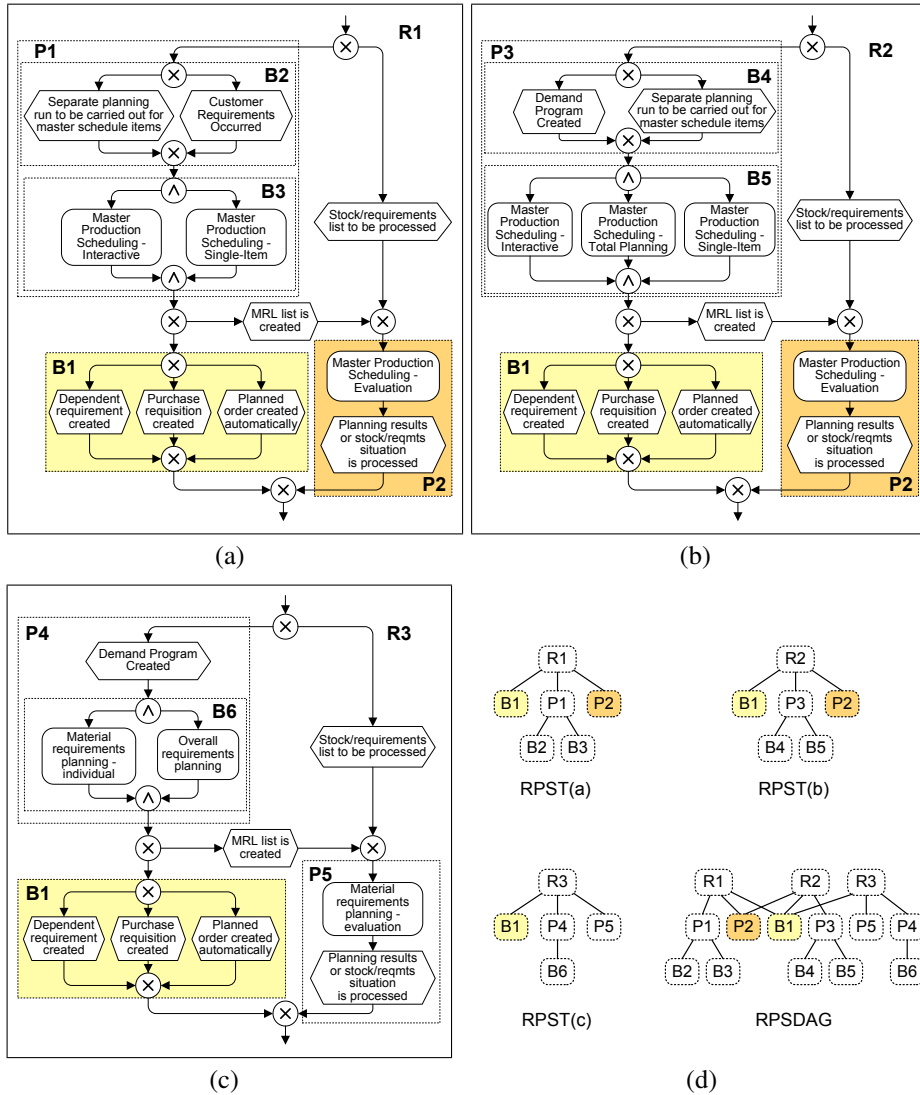 P1
R1
B2
Separate planning
run to be carried out for
master schedule items
Customer
Requirements
Occurred
B3
Master
Production
Scheduling -
Interactive
Master
Production
Scheduling -
Single-Item
Stock/requirements
list to be processed
MRL list is
created
B1
Dependent
requirement
created
Purchase
requisition
created
Planned
order created
automatically
Master Production
Scheduling -
Evaluation
Planning results
or stock/reqmts
situation
is processed
P2
(a)
P3
R2
B4
Demand
Program
Created
Separate planning
run to be carried out for
master schedule items
B5
Master
Production
Scheduling -
Interactive
Master
Production
Scheduling -
Total Planning
Master
Production
Scheduling -
Single-Item
Stock/requirements
list to be processed
MRL list is
created
B1
Dependent
requirement
created
Purchase
requisition
created
Planned
order created
automatically
Master Production
Scheduling -
Evaluation
Planning results
or stock/reqmts
situation
is processed
P2
(b)
P4
R3
Demand Program
Created
B6
Material
requirements
planning -
individual
Overall
requirements
planning
Stock/requirements
list to be processed
MRL list is
created
B1
Dependent
requirement
created
Purchase
requisition
created
Planned
order created
automatically
P5
Material
requirements
planning -
evaluation
Planning results
or stock/reqmts
situation
is processed
(c)
R1
B1 P1 P2
B2 B3
RPST(a)
R2
B1 P3 P2
B4 B5
RPST(b)
R3
B1 P4 P5
B6
RPST(c)
R1 R2 R3
P1 P2 B1 P3 P5 P4
B2 B3 B4 B5 B6
RPSDAG
(d)